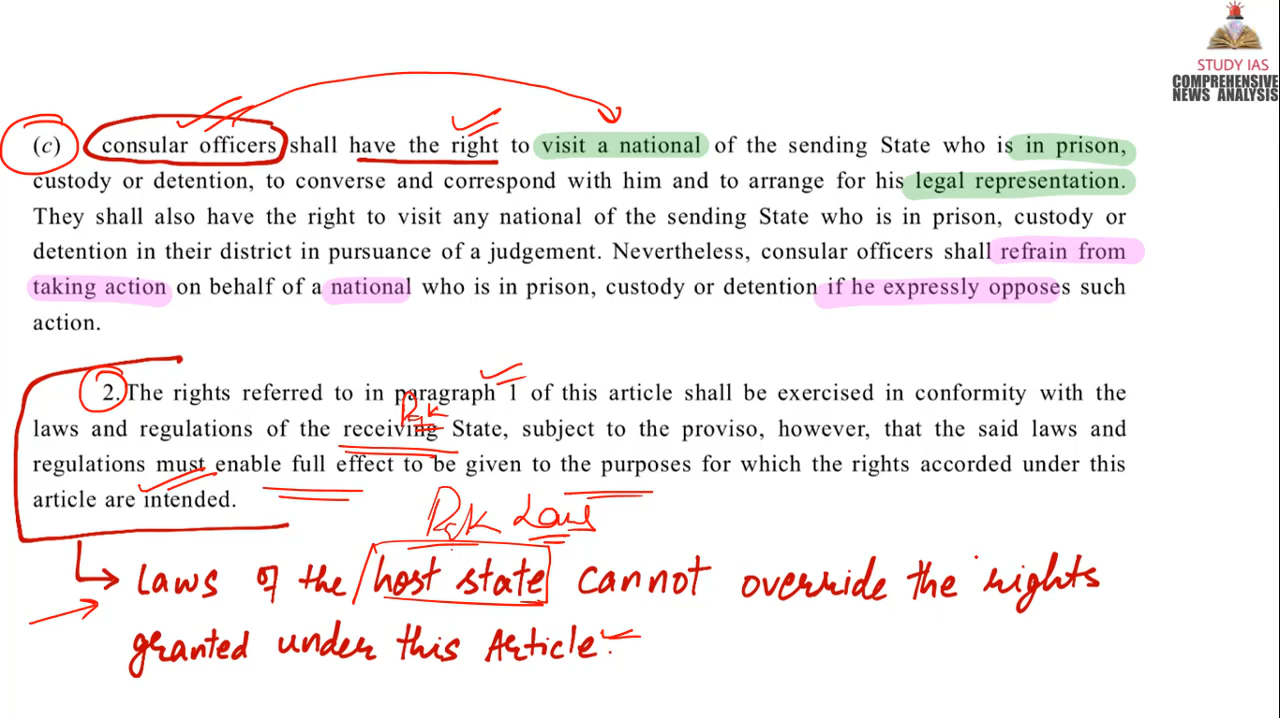 STUDY IAS
COMPREHENSIVE
NEWS ANALYSIS
(c) consular officers shall have the right to visit a national of the sending State who is in prison,
custody or detention, to converse and correspond with him and to arrange for his legal representation.
They shall also have the right to visit any national of the sending State who is in prison, custody or
detention in their district in pursuance of a judgement. Nevertheless, consular officers shall refrain from
taking action on behalf of a national who is in prison, custody or detention if he expressly opposes such
action.
2. The rights referred to in paragraph 1 of this article shall be exercised in conformity with the
Pak
laws and regulations of the receiving State, subject to the proviso, however, that the said laws and
regulations must enable full effect to be given to the purposes for which the rights accorded under this
article are intended.
Pak Laws
Laws of the host state cannot override the rights
granted under this Article.